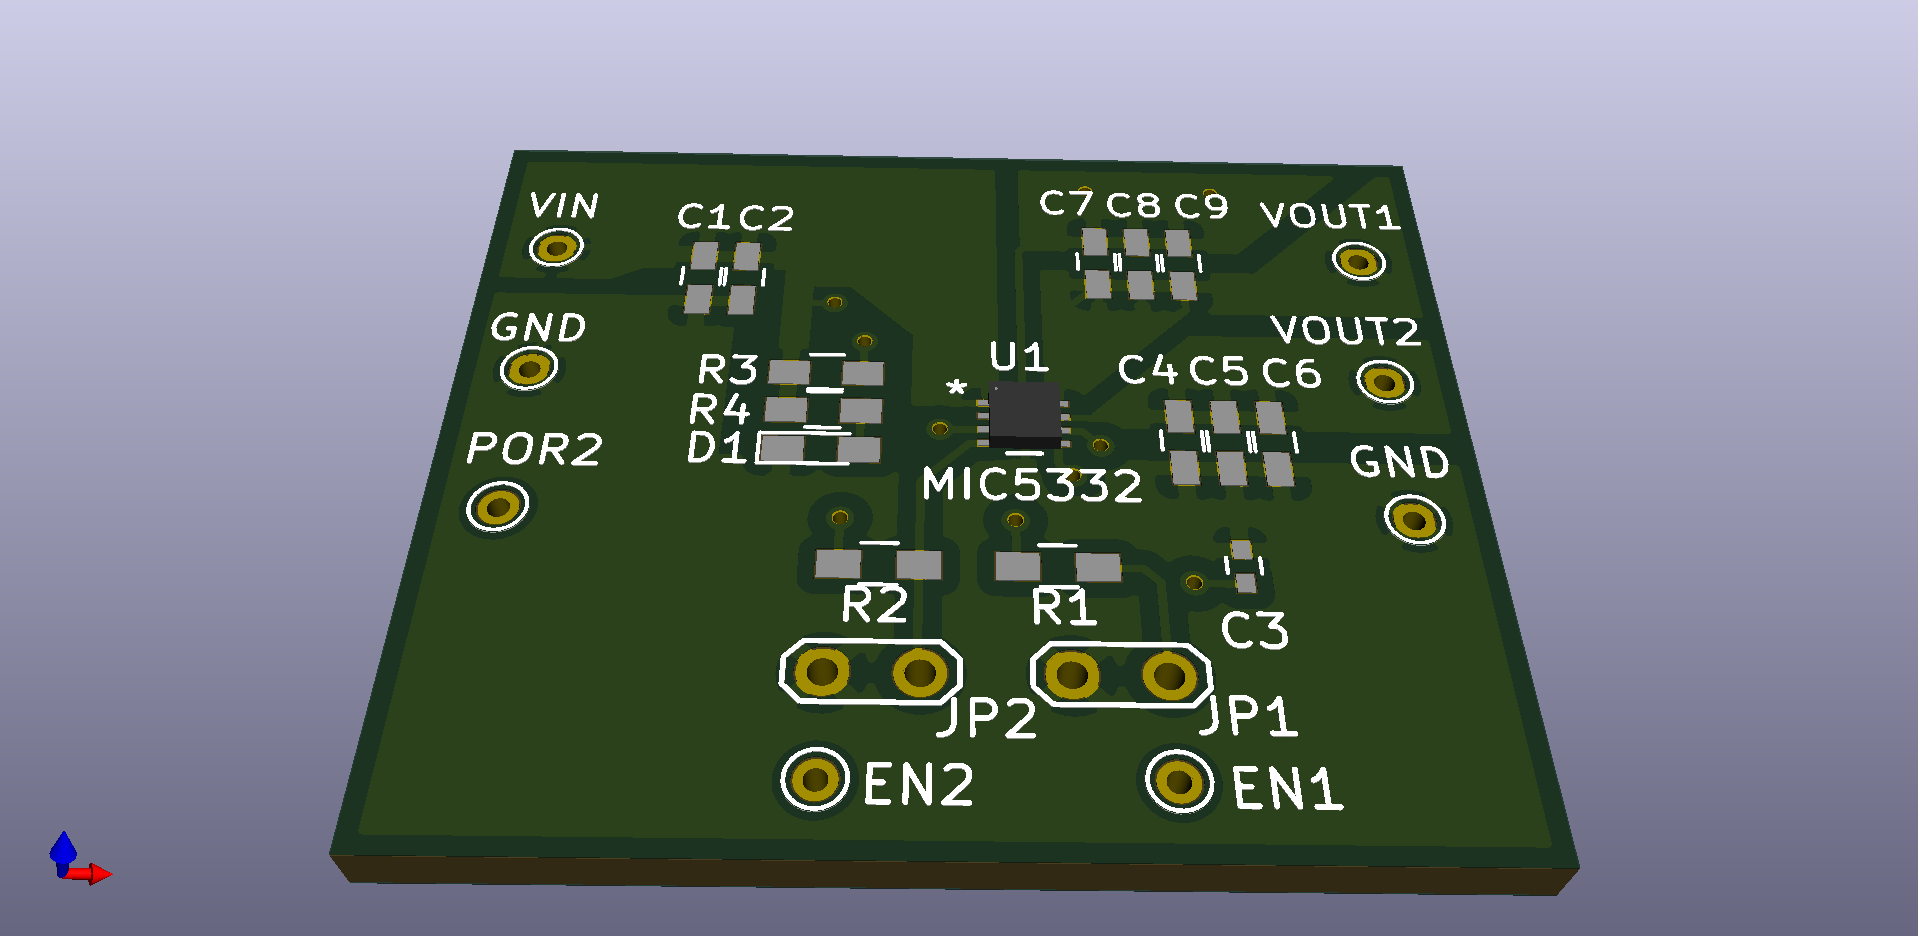 VIN
C1 C2
C7 C8 C9
VOUT1
GND
VOUT2
R3
U1
C4 C5 C6
*
R4
D1
POR2
MIC5332
GND
R2
R1
C3
JP2
JP1
EN2
EN1